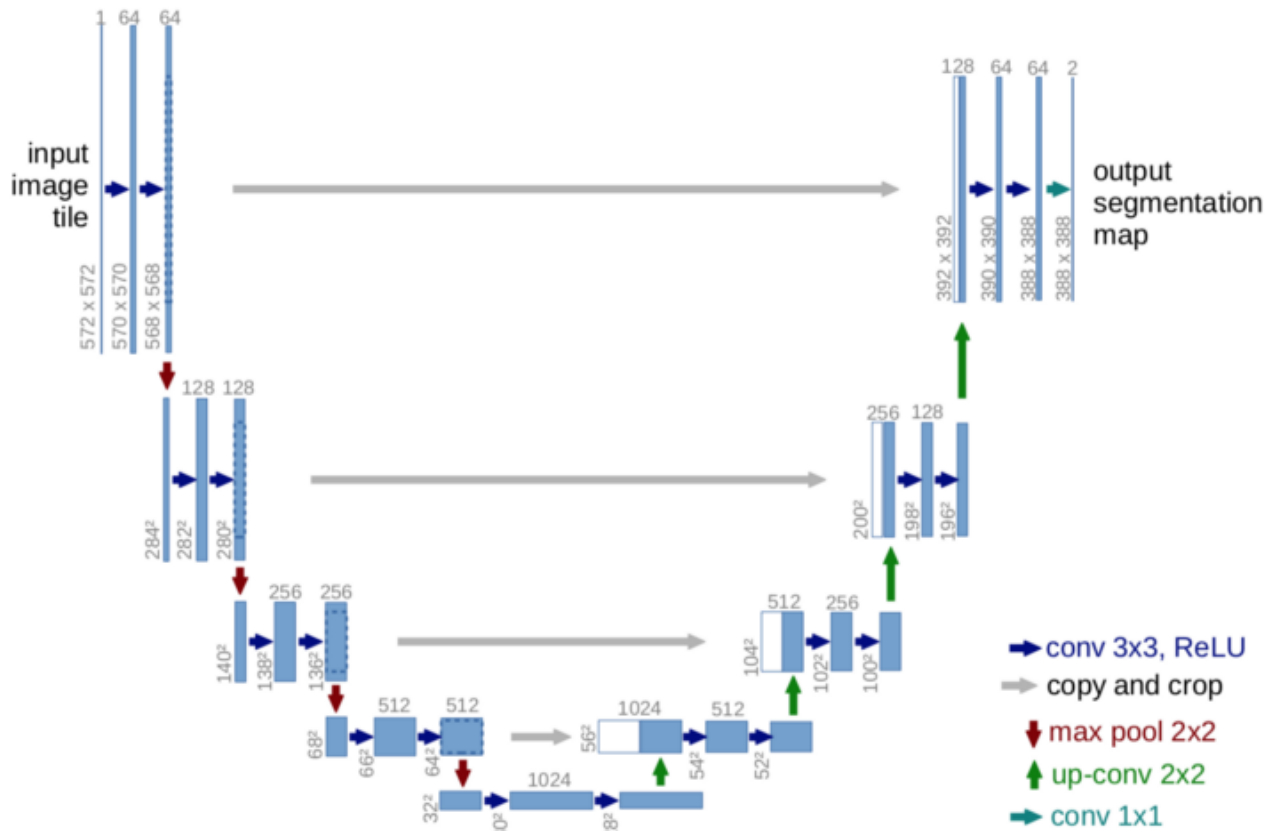 1 64 64
128 64 64 2
input
image
tile
output
segmentation
map
572 x 572
570 x 570
568 x 568
392 x 392
390 x 390
388 x 388
388 x 388
128 128
256 128
284²
282²
280²
200²
198²
196²
256 256
512 256
140²
138²
136²
104²
102²
100²
conv 3x3, ReLU
copy and crop
max pool 2x2
up-conv 2x2
conv 1x1
512 512
1024 512
68²
66²
64²
56²
54²
52²
1024
32²